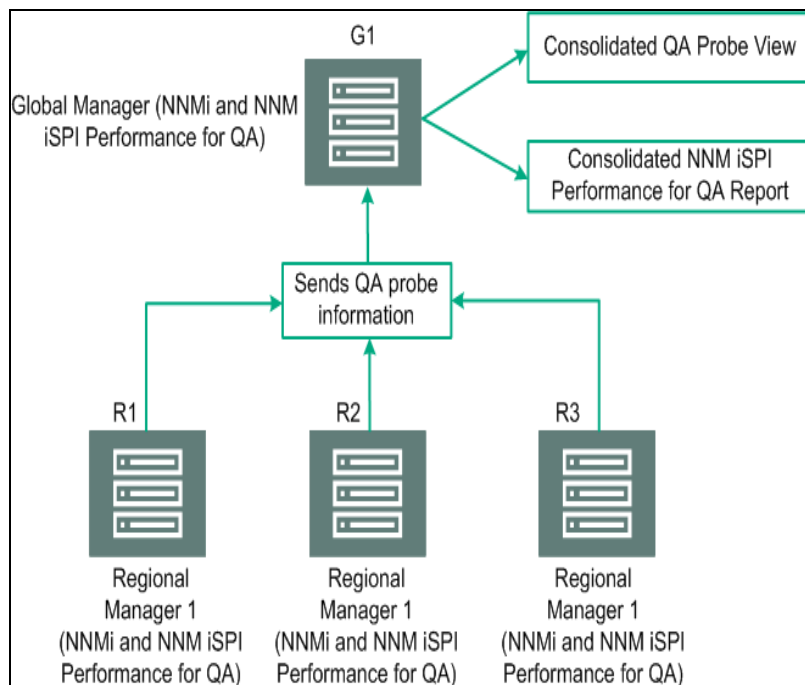 G1
Global Manager (NNMi and NNM
iSPI Performance for QA)
Consolidated QA Probe View
Consolidated NNM iSPI
Performance for QA Report
Sends QA probe
information
R1
R2
R3
Regional
Manager 1
(NNMi and NNM iSPI
Performance for QA)
Regional
Manager 1
(NNMi and NNM iSPI
Performance for QA)
Regional
Manager 1
(NNMi and NNM iSPI
Performance for QA)